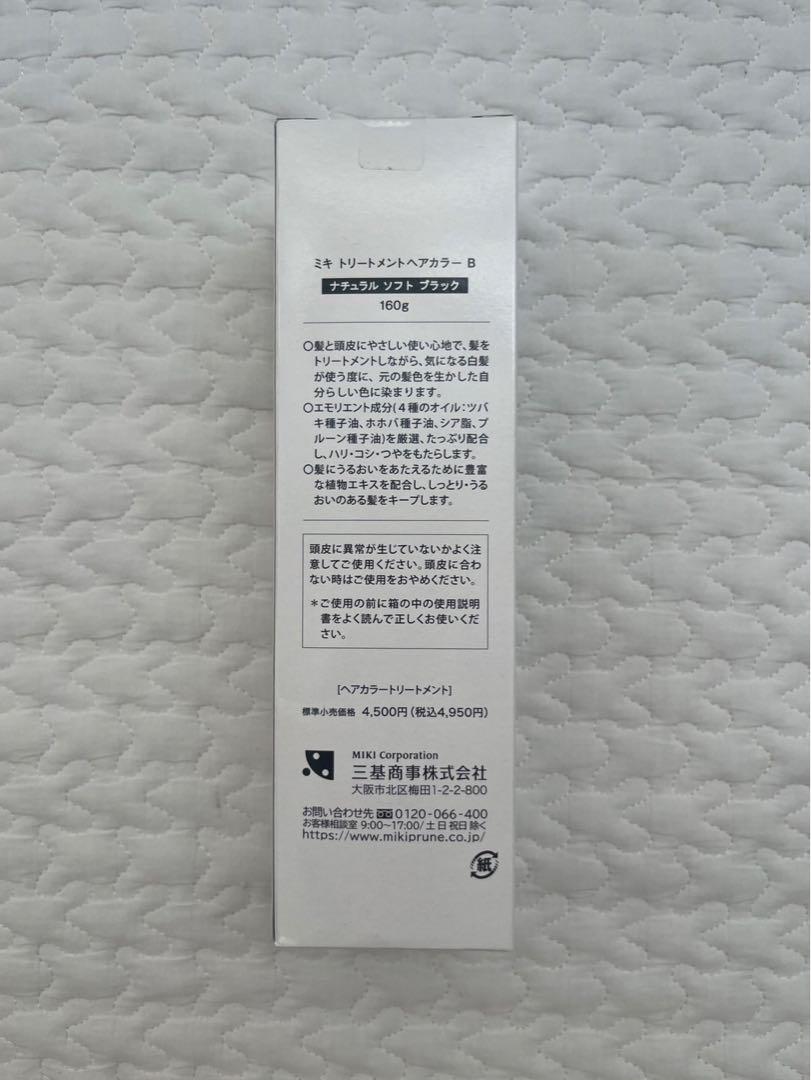 ミキ トリートメントヘアカラー B
ナチュラル ソフト ブラック
160g
○髪と頭皮にやさしい使い心地で、髪を
トリートメントしながら、気になる白髪
が使う度に、元の髪色を生かした自
分らしい色に染まります。
○エモリエント成分(4種のオイル:ツバ
キ種子油、ホホバ種子油、シア脂、プ
ルーン種子油)を厳選、たっぷり配合
し、ハリ・コシ・つやをもたらします。
○髪にうるおいをあたえるために豊富
な植物エキスを配合し、しっとり・うる
おいのある髪をキープします。
頭皮に異常が生じていないかよく注
意してご使用ください。頭皮に合わ
ない時はご使用をおやめください。
*ご使用の前に箱の中の使用説明
書をよく読んで正しくお使いくだ
さい。
[ヘアカラートリートメント]
標準小売価格 4,500円(税込4,950円)
MIKI Corporation
三基商事株式会社
大阪市北区梅田1-2-2-800
お問い合わせ先 0120-066-400
お客様相談室 9:00~17:00/土日祝日除く
https://www.mikiprune.co.jp/
紙